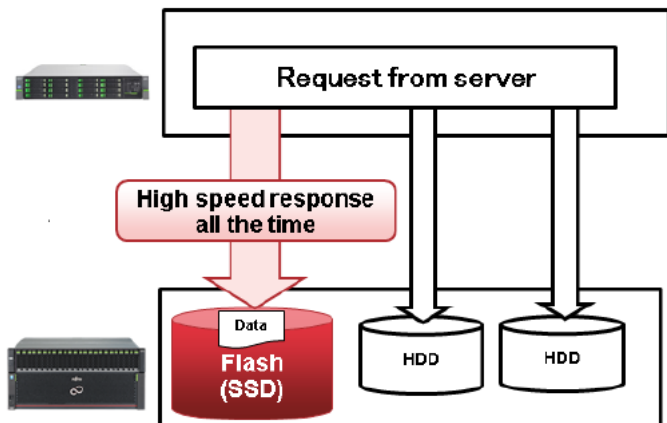 Request from server
High speed response
all the time
Data
Flash
(SSD)
HDD
HDD